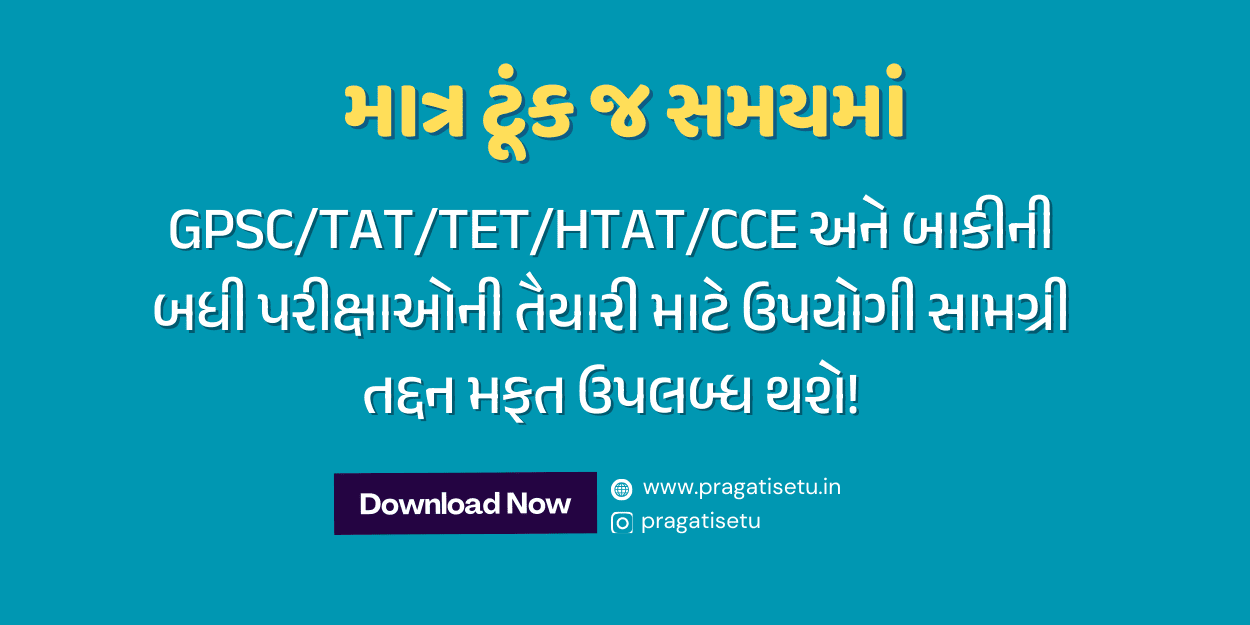 માત્ર ટૂંક જ સમયમાં
GPSC/TAT/TET/HTAT/CCE અને બાકીની
બધી પરીક્ષાઓની તૈયારી માટે ઉપયોગી સામગ્રી
તદ્દન મફત ઉપલબ્ધ થશે!
Download Now
www.pragatisetu.in
pragatisetu